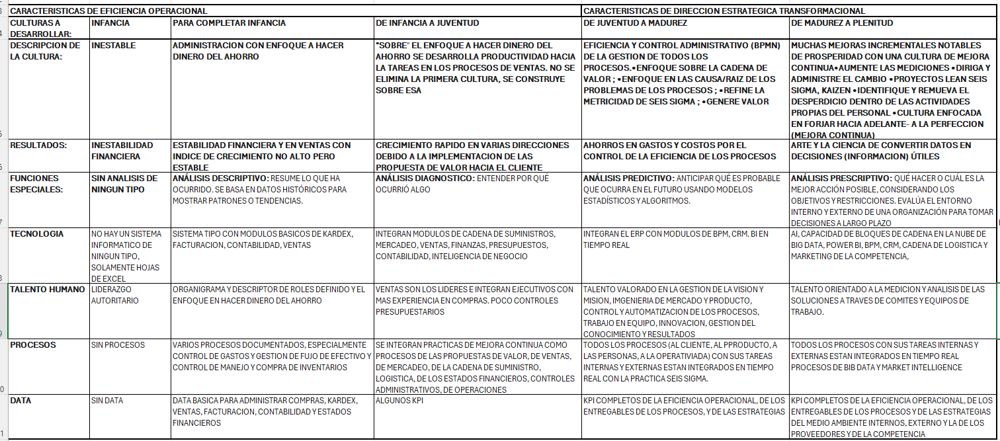 CARACTERISTICAS DE EFICIENCIA OPERACIONAL
CARACTERISTICAS DE DIRECCION ESTRATEGICA TRANSFORMACIONAL
CULTURAS A
DESARROLLAR:
INFANCIA
PARA COMPLETAR INFANCIA
DE INFANCIA A JUVENTUD
DE JUVENTUD A MADUREZ
DE MADUREZ A PLENITUD
DESCRIPCION DE
LA CULTURA:
INESTABLE
ADMINISTRACION CON ENFOQUE A HACER
DINERO DEL AHORRO
"SOBRE" EL ENFOQUE A HACER DINERO DEL
AHORRO SE DESARROLLA PRODUCTIVIDAD HACIA
LA TAREAS EN LOS PROCESOS DE VENTAS. NO SE
ELIMINA LA PRIMERA CULTURA, SE CONSTRUYE
SOBRE ESA
EFICIENCIA Y CONTROL ADMINISTRATIVO (BPMN)
DE LA GESTION DE TODOS LOS
PROCESOS.•ENFOQUE SOBRE LA CADENA DE
VALOR ; •ENFOQUE EN LAS CAUSA/RAIZ DE LOS
PROBLEMAS DE LOS PROCESOS ; •REFINE LA
METRICIDAD DE SEIS SIGMA ; •GENERE VALOR
MUCHAS MEJORAS INCREMENTALES NOTABLES
DE PROSPERIDAD CON UNA CULTURA DE MEJORA
CONTINUA•AUMENTE LAS MEDICIONES •DIRIGA Y
ADMINISTRE EL CAMBIO •PROYECTOS LEAN SEIS
SIGMA, KAIZEN •IDENTIFIQUE Y REMUEVA EL
DESPERDICIO DENTRO DE LAS ACTIVIDADES
PROPIAS DEL PERSONAL •CULTURA ENFOCADA
EN FORJAR HACIA ADELANTE- A LA PERFECCION
(MEJORA CONTINUA)
RESULTADOS:
INESTABILIDAD
FINANCIERA
ESTABILIDAD FINANCIERA Y EN VENTAS CON
INDICE DE CRECIMIENTO NO ALTO PERO
ESTABLE
CRECIMIENTO RAPIDO EN VARIAS DIRECCIONES
DEBIDO A LA IMPLEMENTACION DE LAS
PROPUESTA DE VALOR HACIA EL CLIENTE
AHORROS EN GASTOS Y COSTOS POR EL
CONTROL DE LA EFICIENCIA DE LOS PROCESOS
ARTE Y LA CIENCIA DE CONVERTIR DATOS EN
DECISIONES (INFORMACION) ÚTILES
FUNCIONES
ESPECIALES:
SIN ANALISIS DE
NINGUN TIPO
ANÁLISIS DESCRIPTIVO: RESUME LO QUE HA
OCURRIDO. SE BASA EN DATOS HISTÓRICOS PARA
MOSTRAR PATRONES O TENDENCIAS.
ANÁLISIS DIAGNOSTICO: ENTENDER POR QUÉ
OCURRIÓ ALGO
ANÁLISIS PREDICTIVO: ANTICIPAR QUÉ ES PROBABLE
QUE OCURRA EN EL FUTURO USANDO MODELOS
ESTADÍSTICOS Y ALGORITMOS.
ANÁLISIS PRESCRIPTIVO: QUÉ HACER O CUÁL ES LA
MEJOR ACCIÓN POSIBLE, CONSIDERANDO LOS
OBJETIVOS Y RESTRICCIONES. EVALÚA EL ENTORNO
INTERNO Y EXTERNO DE UNA ORGANIZACIÓN PARA TOMAR
DECISIONES A LARGO PLAZO
TECNOLOGIA
NO HAY UN SISTEMA
INFORMATICO DE
NINGUN TIPO,
SOLAMENTE HOJAS
DE EXCEL
SISTEMA TIPO CON MODULOS BASICOS DE KARDEX,
FACTURACION, CONTABILIDAD, VENTAS
INTEGRAN MODULOS DE CADENA DE SUMINISTROS,
MERCADEO, VENTAS, FINANZAS, PRESUPUESTOS,
CONTABILIDAD, INTELIGENCIA DE NEGOCIO
INTEGRAN EL ERP CON MODULOS DE BPM, CRM. BI EN
TIEMPO REAL
AI, CAPACIDAD DE BLOQUES DE CADENA EN LA NUBE DE
BIG DATA, POWER BI, BPM, CRM, CADENA DE LOGISTICA Y
MARKETING DE LA COMPETENCIA,
TALENTO HUMANO
LIDERAZGO
AUTORITARIO
ORGANIGRAMA Y DESCRIPTOR DE ROLES DEFINIDO Y EL
ENFOQUE EN HACER DINERO DEL AHORRO
VENTAS SON LOS LIDERES E INTEGRAN EJECUTIVOS CON
MAS EXPERIENCIA EN COMPRAS. POCO CONTROLES
PRESUPUESTARIOS
TALENTO VALORADO EN LA GESTION DE LA VISION Y
MISION, IMGENIERIA DE MERCADO Y PRODUCTO,
CONTROL Y AUTOMATIZACION DE LOS PROCESOS,
TRABAJO EN EQUIPO, INNOVACION, GESTION DEL
CONOCIMIENTO Y RESULTADOS
TALENTO ORIENTADO A LA MEDICION Y ANALISIS DE LAS
SOLUCIONES A TRAVES DE COMITES Y EQUIPOS DE
TRABAJO.
PROCESOS
SIN PROCESOS
VARIOS PROCESOS DOCUMENTADOS, ESPECIALMENTE
CONTROL DE GASTOS Y GESTION DE FUJO DE EFECTIVO Y
CONTROL DE MANEJO Y COMPRA DE INVENTARIOS
SE INTEGRAN PRACTICAS DE MEJORA CONTINUA COMO
PROCESOS DE LAS PROPUESTAS DE VALOR, DE VENTAS,
DE MERCADEO, DE LA CADENA DE SUMINISTRO,
LOGISTICA, DE LOS ESTADOS FINANCIEROS, CONTROLES
ADMINISTRATIVOS, DE OPERACIONES
TODOS LOS PROCESOS (AL CLIENTE, AL PPRODUCTO, A
LAS PERSONAS, A LA OPERATIVIADA) CON SUS TAREAS
INTERNAS Y EXTERNAS ESTAN INTEGRADOS EN TIEMPO
REAL CON LA PRACTICA SEIS SIGMA.
TODOS LOS PROCESOS CON SUS TAREAS INTERNAS Y
EXTERNAS ESTAN INTEGRADOS EN TIEMPO REAL
PROCESOS DE BIB DATA Y MARKET INTELLIGENCE
DATA
SIN DATA
DATA BASICA PARA ADMINISTRAR COMPRAS, KARDEX,
VENTAS, FACTURACION, CONTABILIDAD Y ESTADOS
FINANCIEROS
ALGUNOS KPI
KPI COMPLETOS DE LA EFICIENCIA OPERACIONAL, DE LOS
ENTREGABLES DE LOS PROCESOS, Y DE LAS ESTRATEGIAS
KPI COMPLETOS DE LA EFICIENCIA OPERACIONAL, DE LOS
ENTREGABLES DE LOS PROCESOS Y DE LAS ESTRATEGIAS
DEL MEDIO AMBIENTE INTERNOS, EXTERNO Y LA DE LOS
PROVEEDORES Y DE LA COMPETENCIA